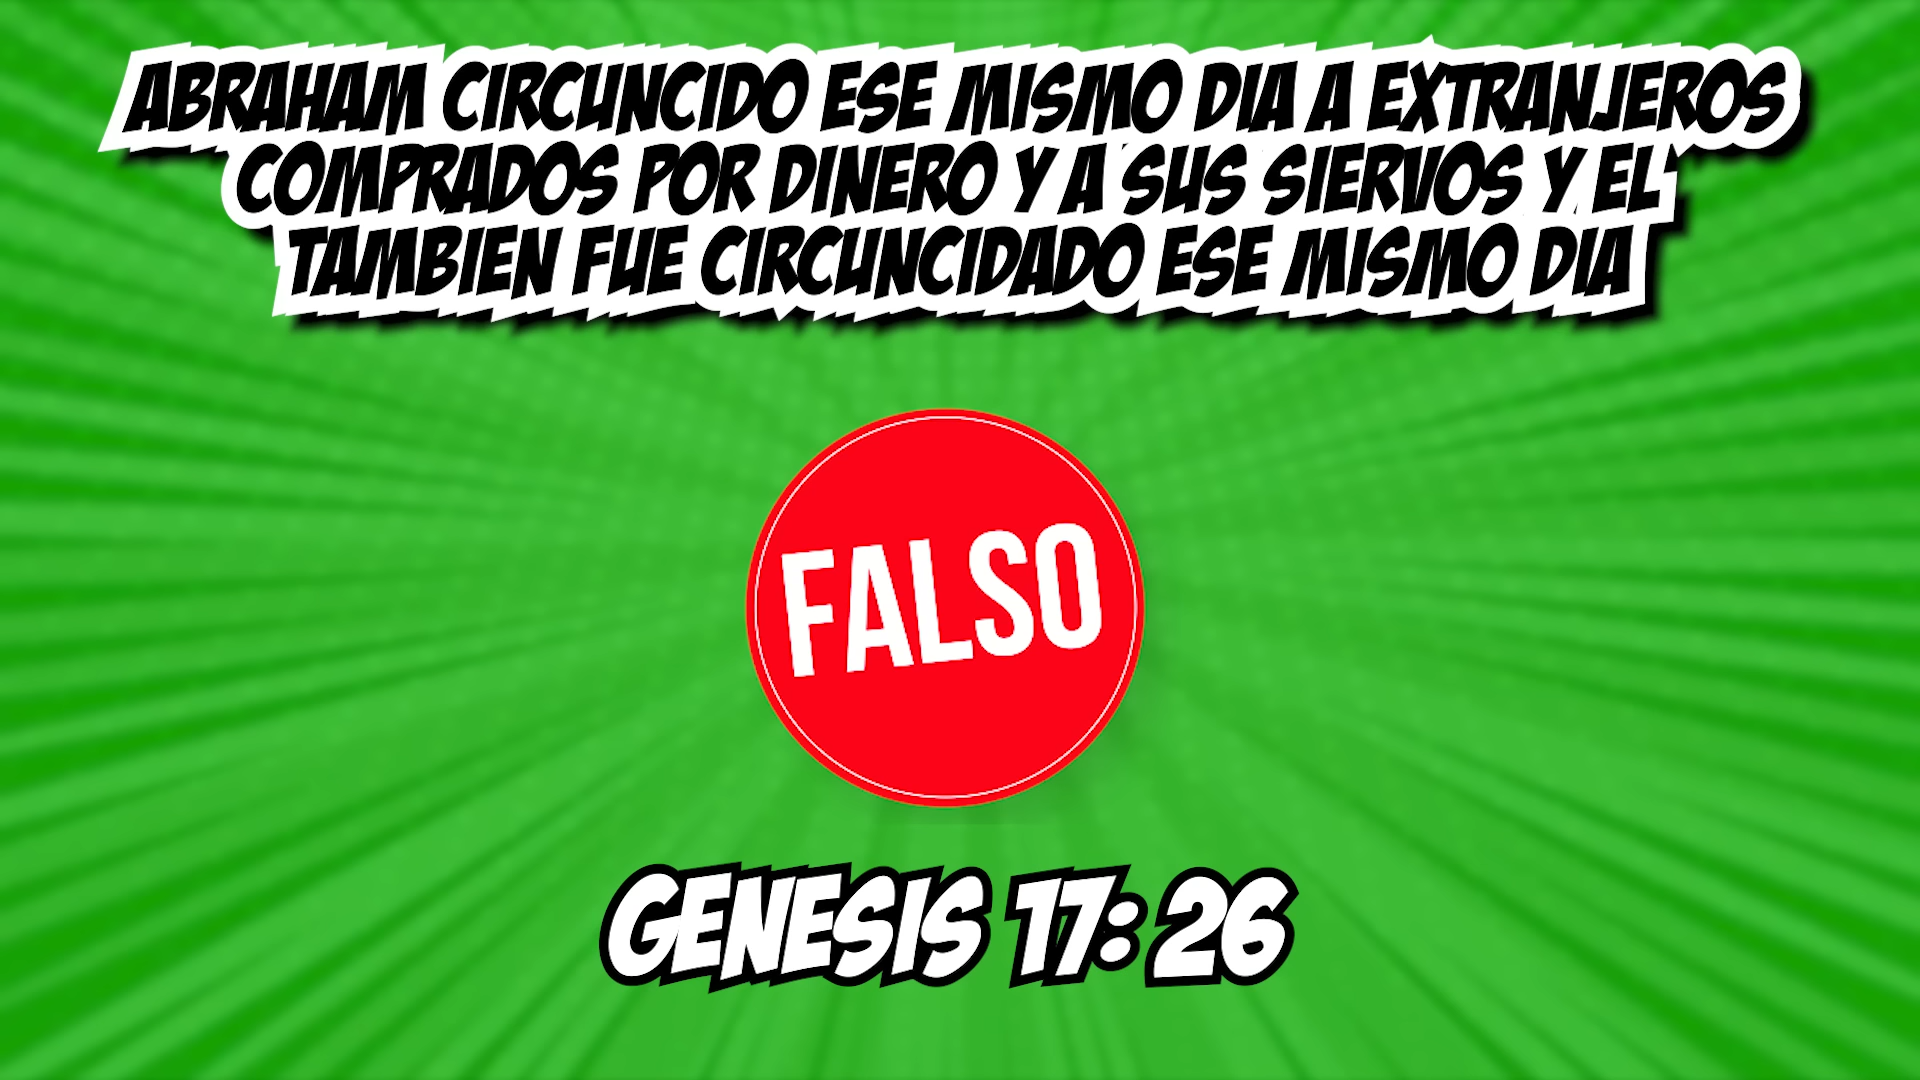 ABRAHAM CIRCUNCIDO ESE MISMO DIA A EXTRANJEROS
COMPRADOS POR DINERO Y A SUS SIERVOS Y EL
TAMBIEN FUE CIRCUNCIDADO ESE MISMO DIA
FALSO
GENESIS 17: 26